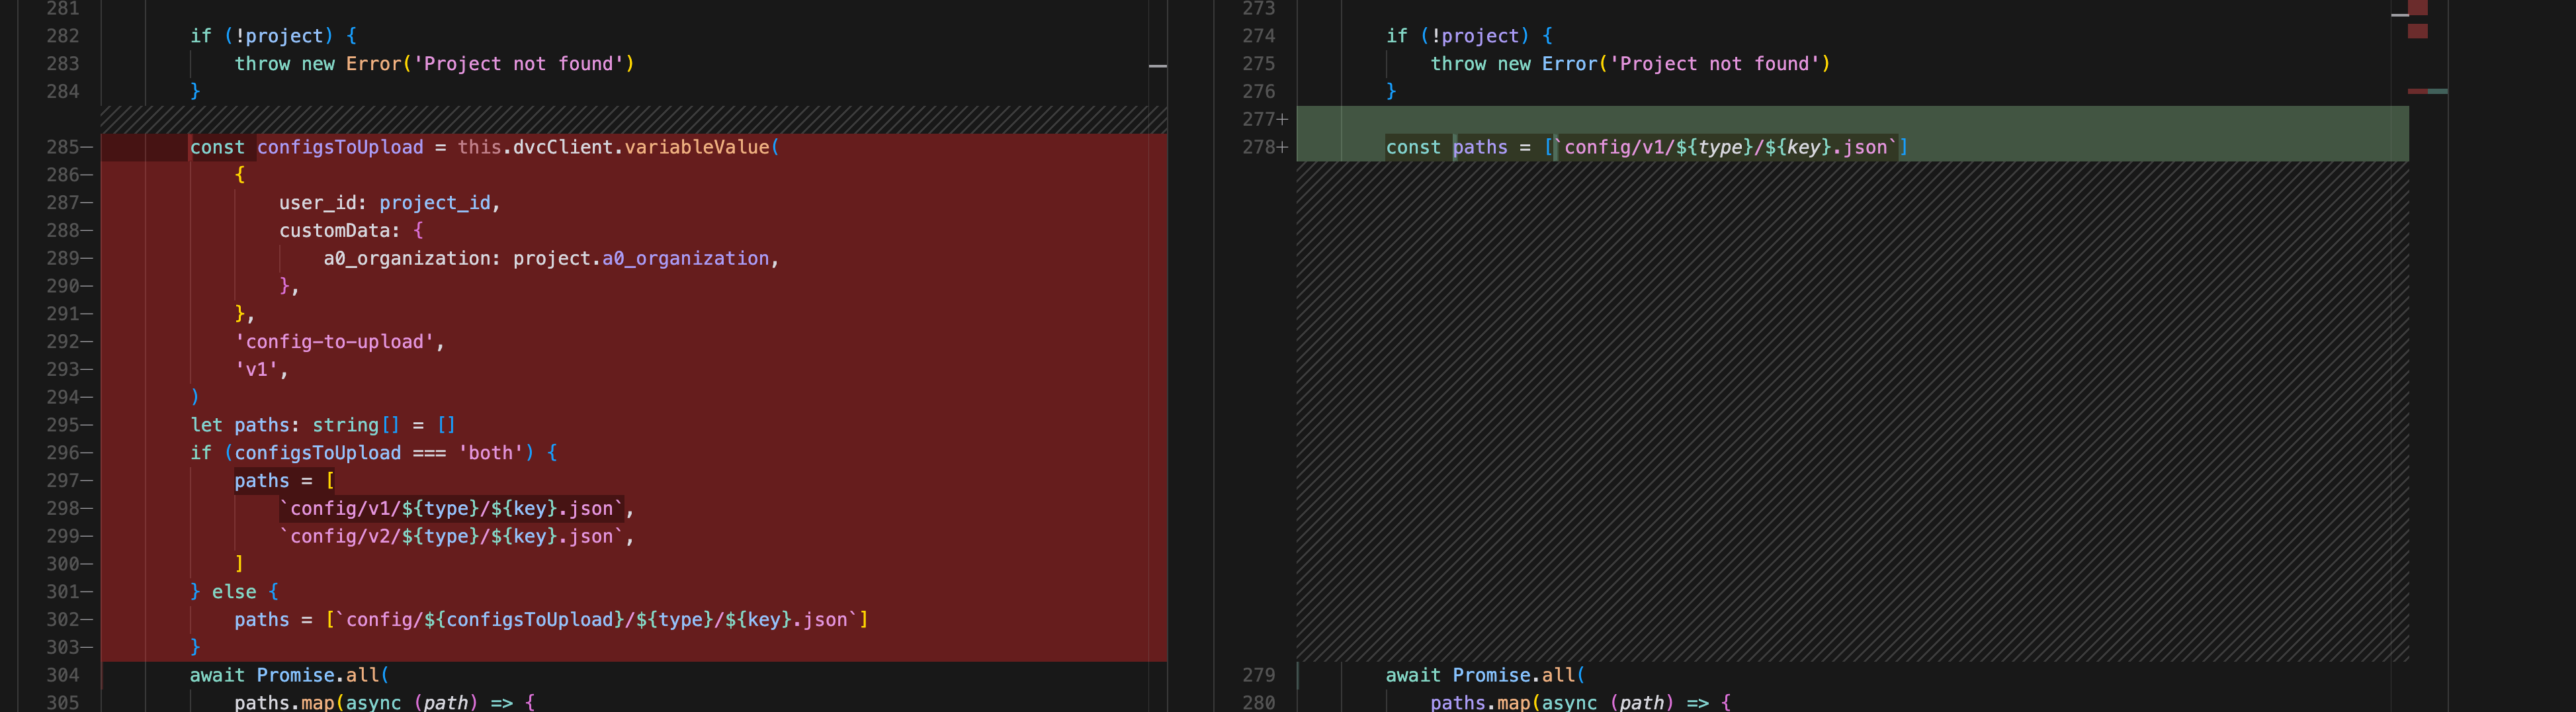 281
282 if (!project) {
283 throw new Error('Project not found')
284 }
285— const configsToUpload = this.dvcClient.variableValue(
286— {
287— user_id: project_id,
288— customData: {
289— a0_organization: project.a0_organization,
290— },
291— },
292— 'config-to-upload',
293— 'v1',
294— )
295— let paths: string[] = []
296— if (configsToUpload === 'both') {
297— paths = [
298— `config/v1/${type}/${key}.json`,
299— `config/v2/${type}/${key}.json`,
300— ]
301— } else {
302— paths = [`config/${configsToUpload}/${type}/${key}.json`]
303— }
304 await Promise.all(
305 paths.map(async (path) => {
273
274 if (!project) {
275 throw new Error('Project not found')
276 }
277+
278+ const paths = [`config/v1/${type}/${key}.json`]
279 await Promise.all(
280 paths.map(async (path) => {